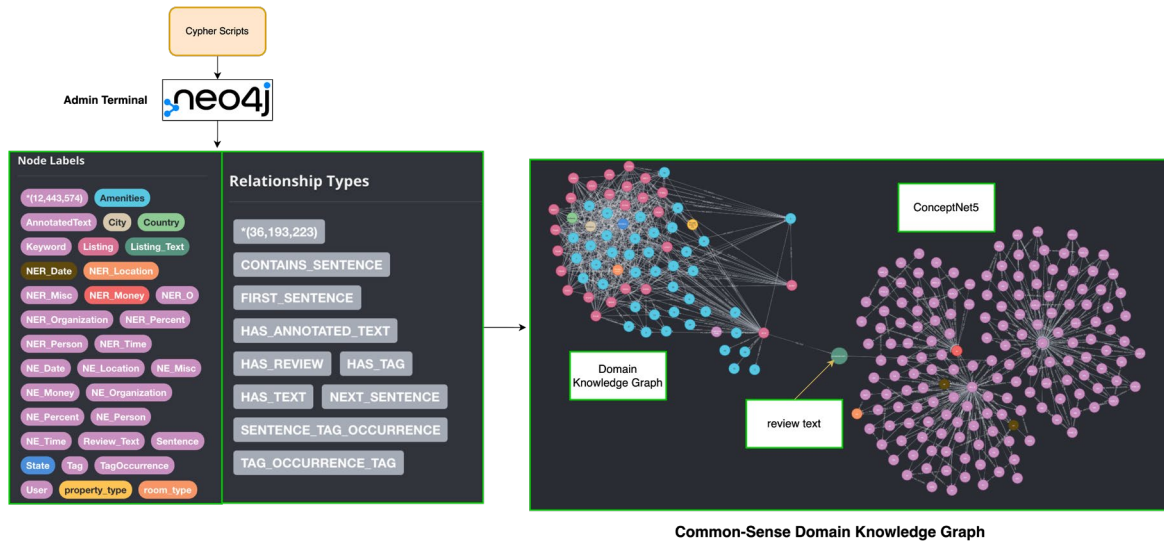 Cypher Scripts
Admin Terminal
neo4j
Node Labels
*(12,443,574) Amenities
AnnotatedText City Country
Keyword Listing Listing_Text
NER_Date NER_Location
NER_Misc NER_Money NER_O
NER_Organization NER_Percent
NER_Person NER_Time
NE_Date NE_Location NE_Misc
NE_Money NE_Organization
NE_Percent NE_Person
NE_Time Review_Text Sentence
State Tag TagOccurrence
User property_type room_type
Relationship Types
*(36,193,223)
CONTAINS_SENTENCE
FIRST_SENTENCE
HAS_ANNOTATED_TEXT
HAS_REVIEW HAS_TAG
HAS_TEXT NEXT_SENTENCE
SENTENCE_TAG_OCCURRENCE
TAG_OCCURRENCE_TAG
ConceptNet5
Domain
Knowledge Graph
review text
Common-Sense Domain Knowledge Graph